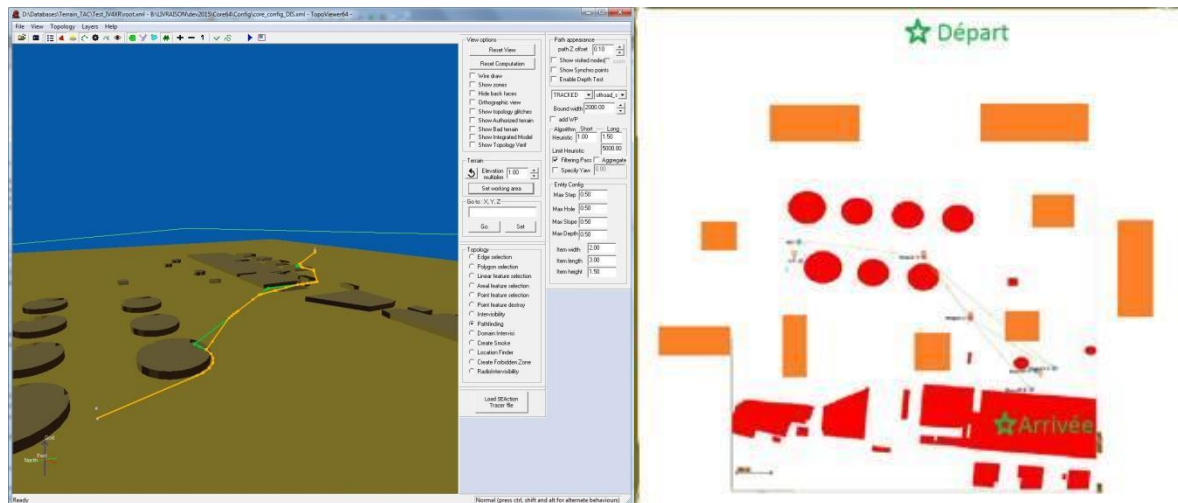 D:\Databases\Terrain_TAC\Test_IV4XR\root.xml - B:\LIVRAISON\dev2015\Core64\Config\core_config_DIS.xml - TopoViewer64 -
File View Topology Layers Help
View options
Reset View
Reset Computation
Wire draw
Show zones
Hide back faces
Orthographic view
Show topology glitches
Show Authorized terrain
Show Bad terrain
Show Integrated Model
Show Topology Verif
Terrain
Elevation multiplier 1.00
Set working area
Go to : X, Y, Z
Go Set
Topology
Edge selection
Polygon selection
Linear feature selection
Areal feature selection
Point feature selection
Point feature destroy
Intervisibility
Pathfinding
Domain Intervisi
Create Smoke
Location Finder
Create Forbidden Zone
RadioIntervisibility
Load SEAction
Tracer file
Path appearance
path Z offset 0.10
Show visited nodes
Show Synchro points
Enable Depth Test
TRACKED
Bound width 2000.00
add WP
Algorithm Short Long
Heuristic 1.00 1.50
Limit Heuristic
5000.00
Filtering Pass Aggregate
Specify Yaw 0.00
Entity Config
Max Step 0.50
Max Hole 0.50
Max Slope 0.50
Max Depth 0.50
Item width 2.00
Item length 3.00
Item height 1.50
North
Ready
Normal (press ctrl, shift and alt for alternate behaviours)
Départ
Arrivée